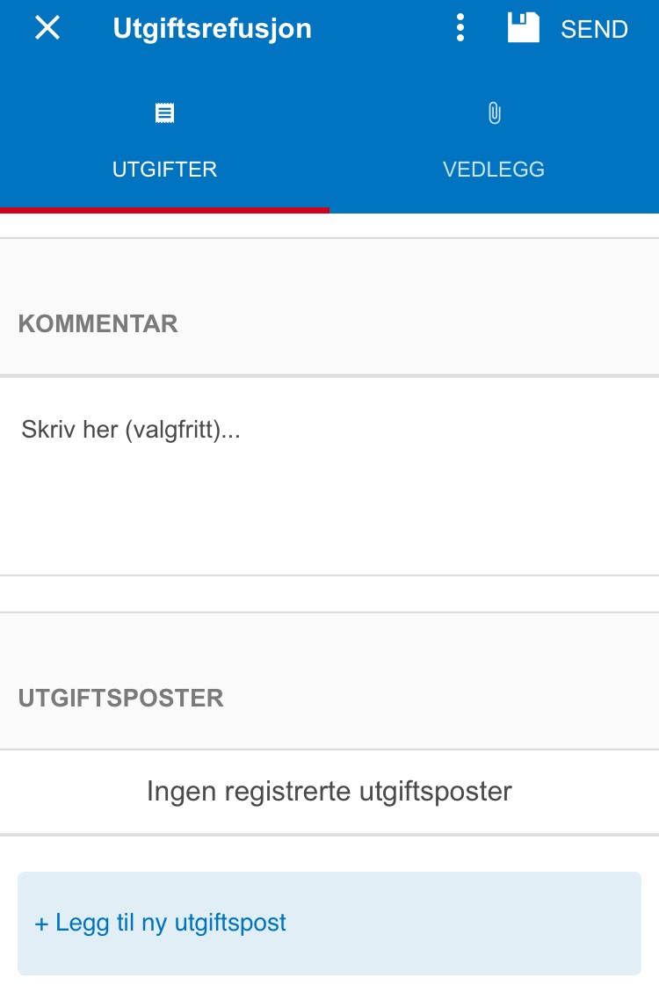 Utgiftsrefusjon
SEND
UTGIFTER
VEDLEGG
KOMMENTAR
Skriv her (valgfritt)...
UTGIFTSPOSTER
Ingen registrerte utgiftsposter
+ Legg til ny utgiftspost